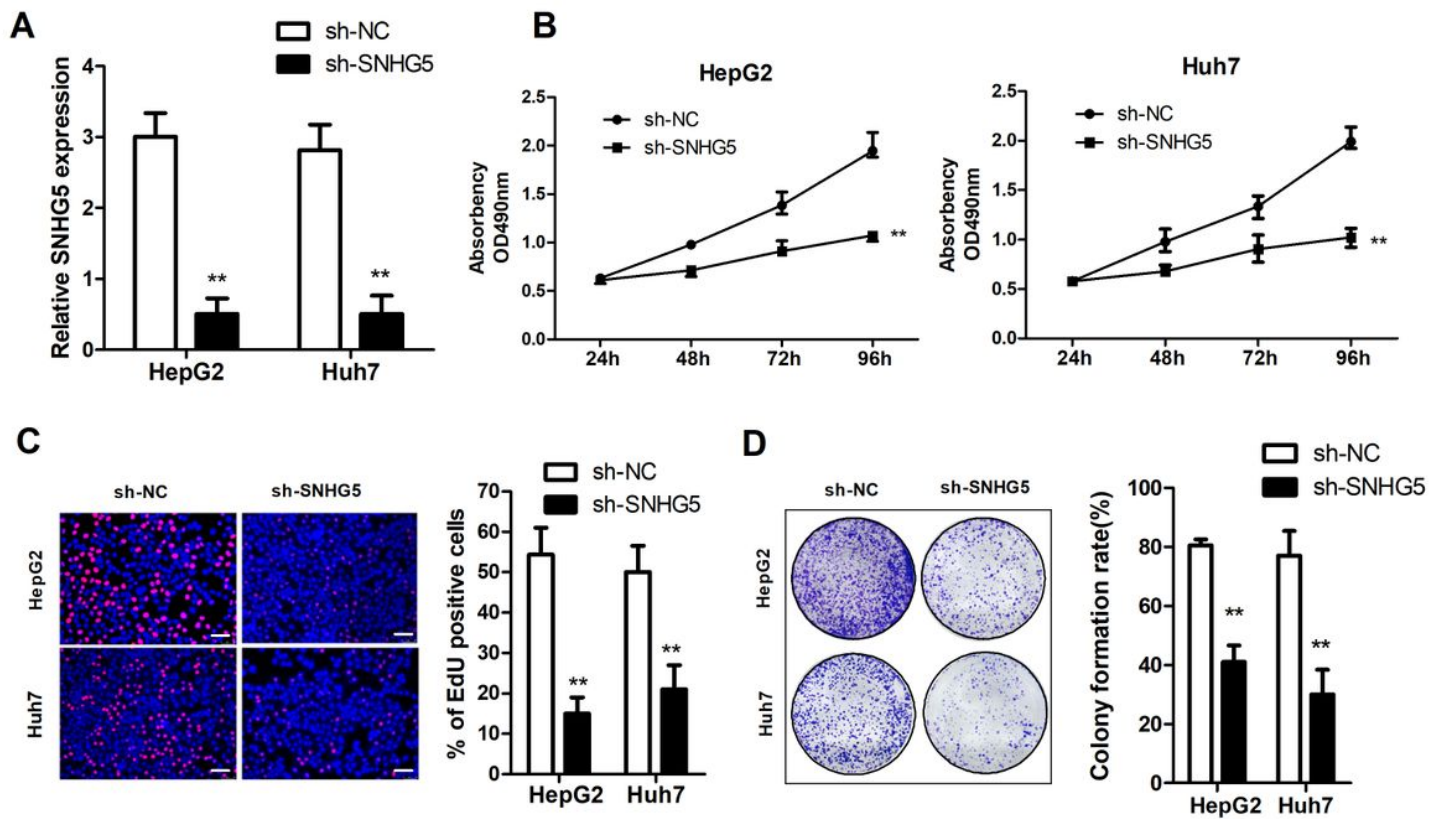 A
sh-NC
sh-SNHG5
Relative SNHG5 expression
4
3
2
1
0
**
**
HepG2
Huh7
B
HepG2
sh-NC
sh-SNHG5
Absorbency
OD490nm
2.5
2.0
1.5
1.0
0.5
0.0
**
24h 48h 72h 96h
Huh7
sh-NC
sh-SNHG5
Absorbency
OD490nm
2.5
2.0
1.5
1.0
0.5
0.0
**
24h 48h 72h 96h
C
sh-NC sh-SNHG5
HepG2
Huh7
sh-NC
sh-SNHG5
% of EdU positive cells
70
60
50
40
30
20
10
0
**
**
HepG2 Huh7
D
sh-NC sh-SNHG5
HepG2
Huh7
sh-NC
sh-SNHG5
Colony formation rate(%)
100
80
60
40
20
0
**
**
HepG2 Huh7